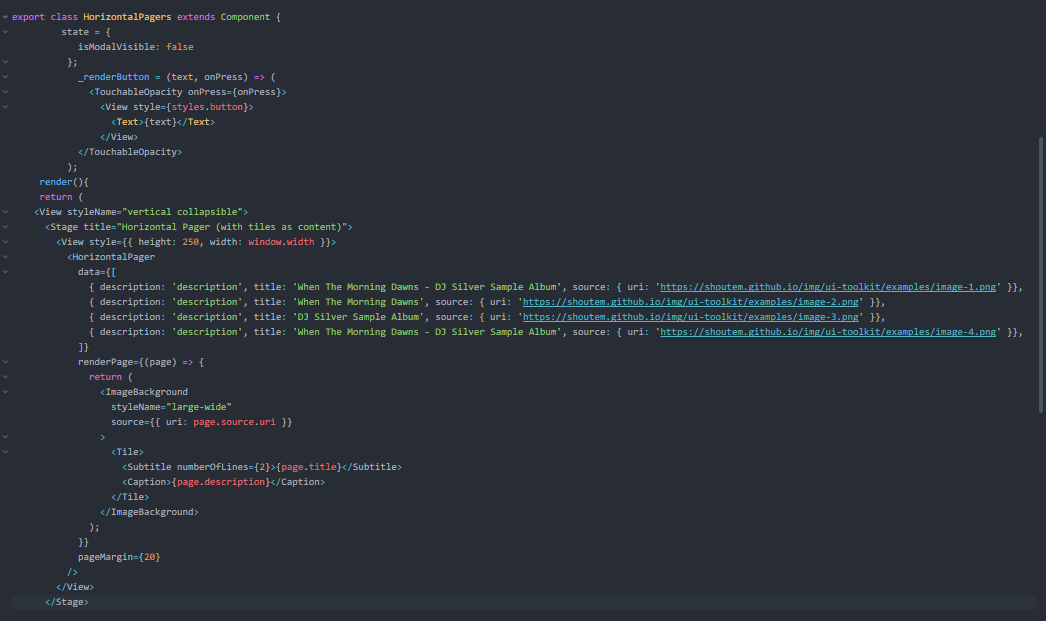 export class HorizontalPagers extends Component {
state = {
isModalVisible: false
};
_renderButton = (text, onPress) => (
<TouchableOpacity onPress={onPress}>
<View style={styles.button}>
<Text>{text}</Text>
</View>
</TouchableOpacity>
);
render(){
return (
<View styleName="vertical collapsible">
<Stage title="Horizontal Pager (with tiles as content)">
<View style={{ height: 250, width: window.width }}>
<HorizontalPager
data={[
{ description: 'description', title: 'When The Morning Dawns - DJ Silver Sample Album', source: { uri: 'https://shoutem.github.io/img/ui-toolkit/examples/image-1.png' }},
{ description: 'description', title: 'When The Morning Dawns', source: { uri: 'https://shoutem.github.io/img/ui-toolkit/examples/image-2.png' }},
{ description: 'description', title: 'DJ Silver Sample Album', source: { uri: 'https://shoutem.github.io/img/ui-toolkit/examples/image-3.png' }},
{ description: 'description', title: 'When The Morning Dawns - DJ Silver Sample Album', source: { uri: 'https://shoutem.github.io/img/ui-toolkit/examples/image-4.png' }},
]}
renderPage={(page) => {
return (
<ImageBackground
styleName="large-wide"
source={{ uri: page.source.uri }}
>
<Tile>
<Subtitle numberOfLines={2}>{page.title}</Subtitle>
<Caption>{page.description}</Caption>
</Tile>
</ImageBackground>
);
}}
pageMargin={20}
/>
</View>
</Stage>